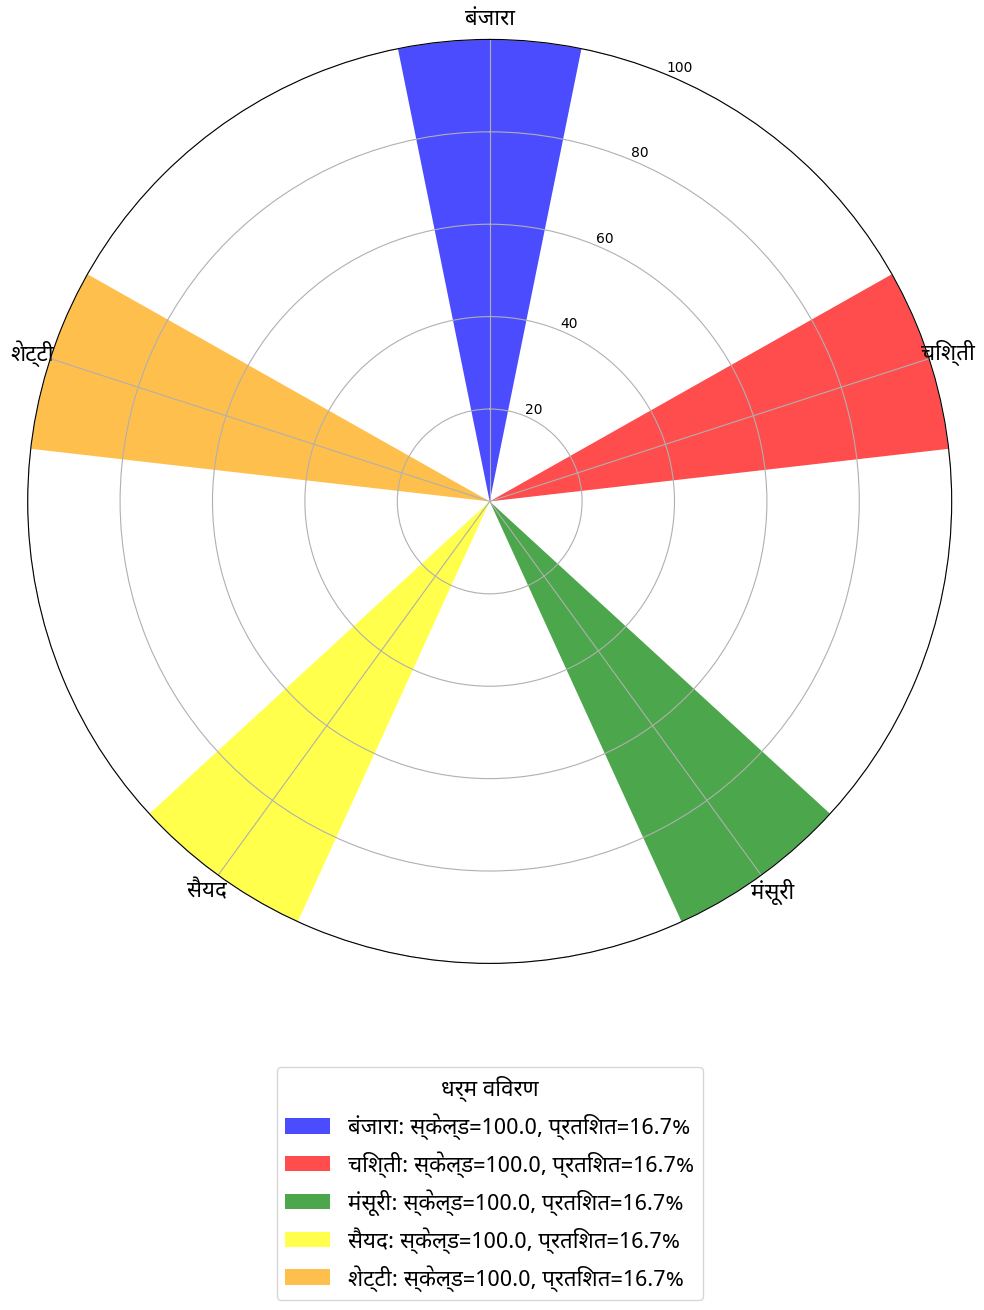 बंजारा
100
80
60
40
20
चिश्ती
शेट्टी
सैयद
मंसूरी
धर्म विवरण
बंजारा: स्केल्ड=100.0, प्रतिशत=16.7%
चिश्ती: स्केल्ड=100.0, प्रतिशत=16.7%
मंसूरी: स्केल्ड=100.0, प्रतिशत=16.7%
सैयद: स्केल्ड=100.0, प्रतिशत=16.7%
शेट्टी: स्केल्ड=100.0, प्रतिशत=16.7%